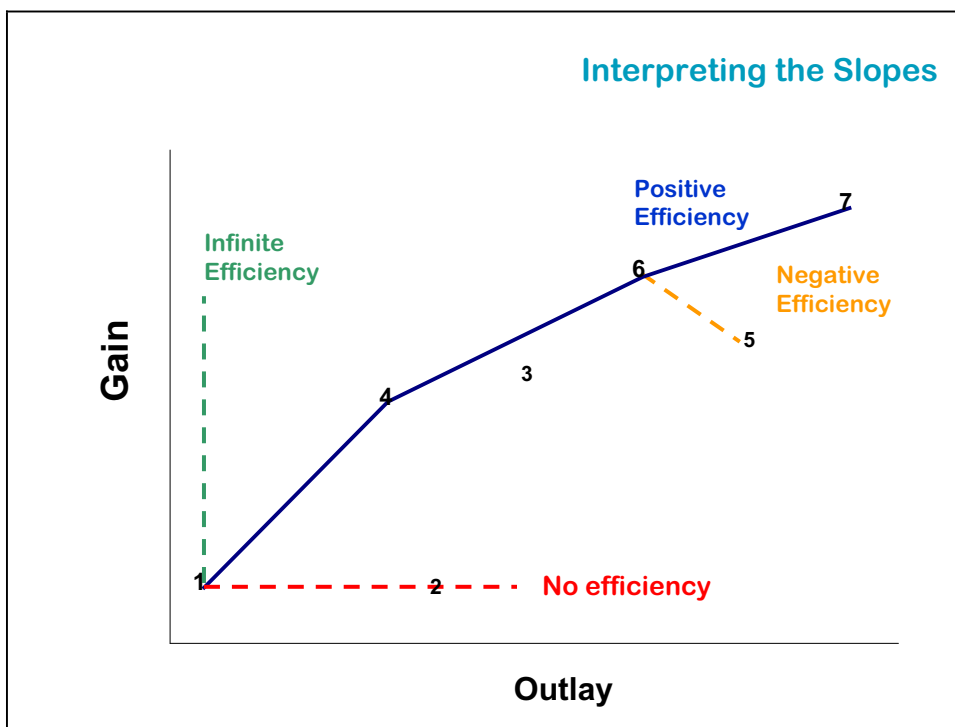 Interpreting the Slopes
Positive
Efficiency
7
Infinite
Efficiency
6
Negative
Efficiency
5
3
4
Gain
1
2
No efficiency
Outlay